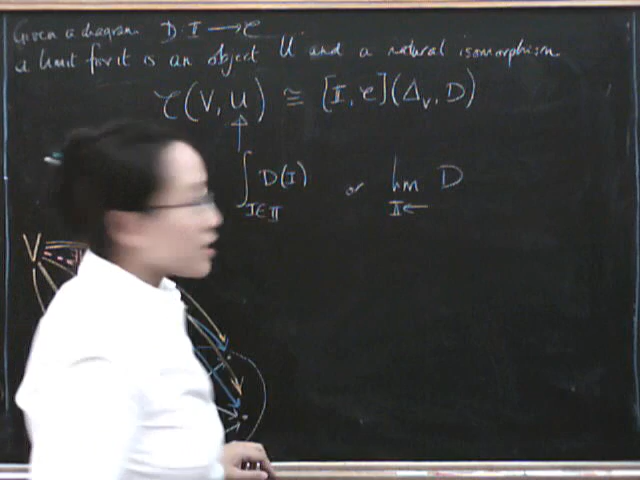 Given a diagram D: 𝕀 → 𝒞
a limit for it is an object U and a natural isomorphism
𝒞(V, U) ≅ [𝕀, 𝒞](Δ_V, D)
∫_{I∈𝕀} D(I) or lim_{𝕀←} D
V